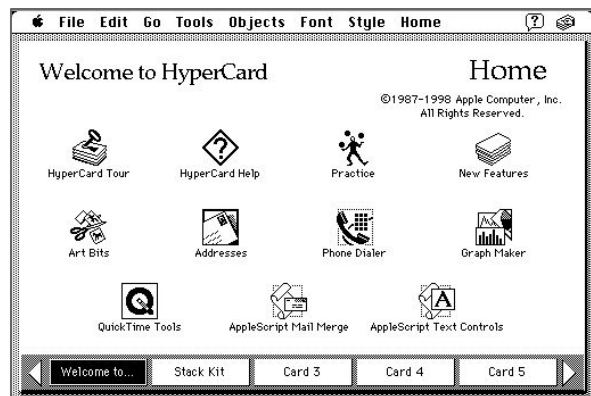 File Edit Go Tools Objects Font Style Home ?
Welcome to HyperCard
Home
©1987-1998 Apple Computer, Inc.
All Rights Reserved.
HyperCard Tour
HyperCard Help
Practice
New Features
Art Bits
Addresses
Phone Dialer
Graph Maker
QuickTime Tools
AppleScript Mail Merge
AppleScript Text Controls
Welcome to...
Stack Kit
Card 3
Card 4
Card 5